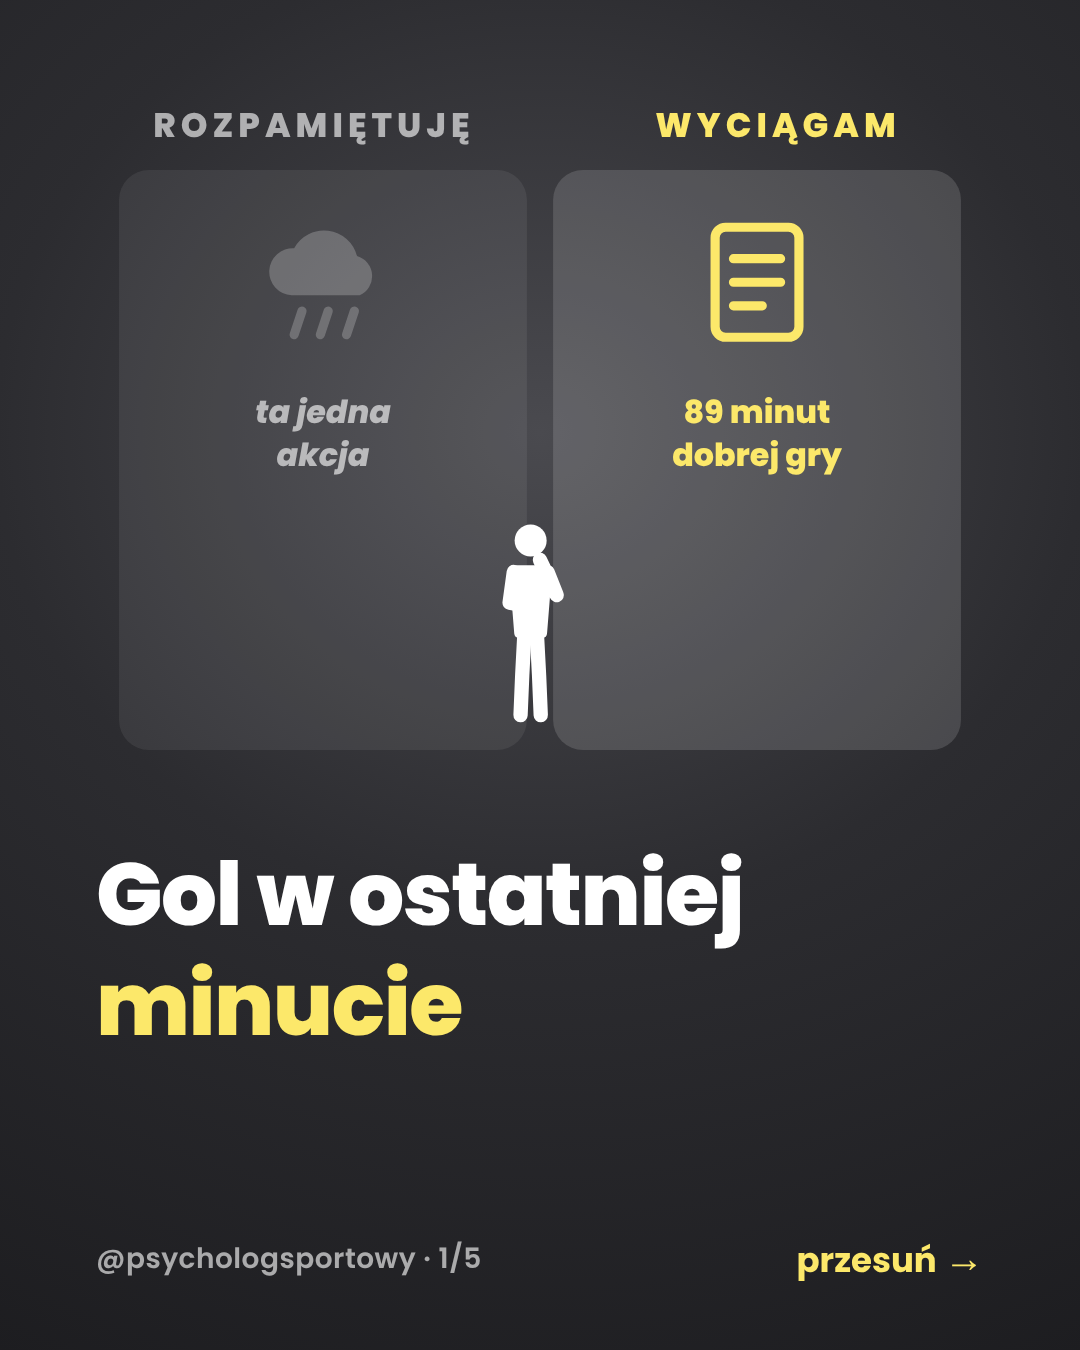 ROZPAMIĘTUJĘ
WYCIĄGAM
ta jedna
akcja
89 minut
dobrej gry
Gol w ostatniej
minucie
@psychologsportowy · 1/5
przesuń →